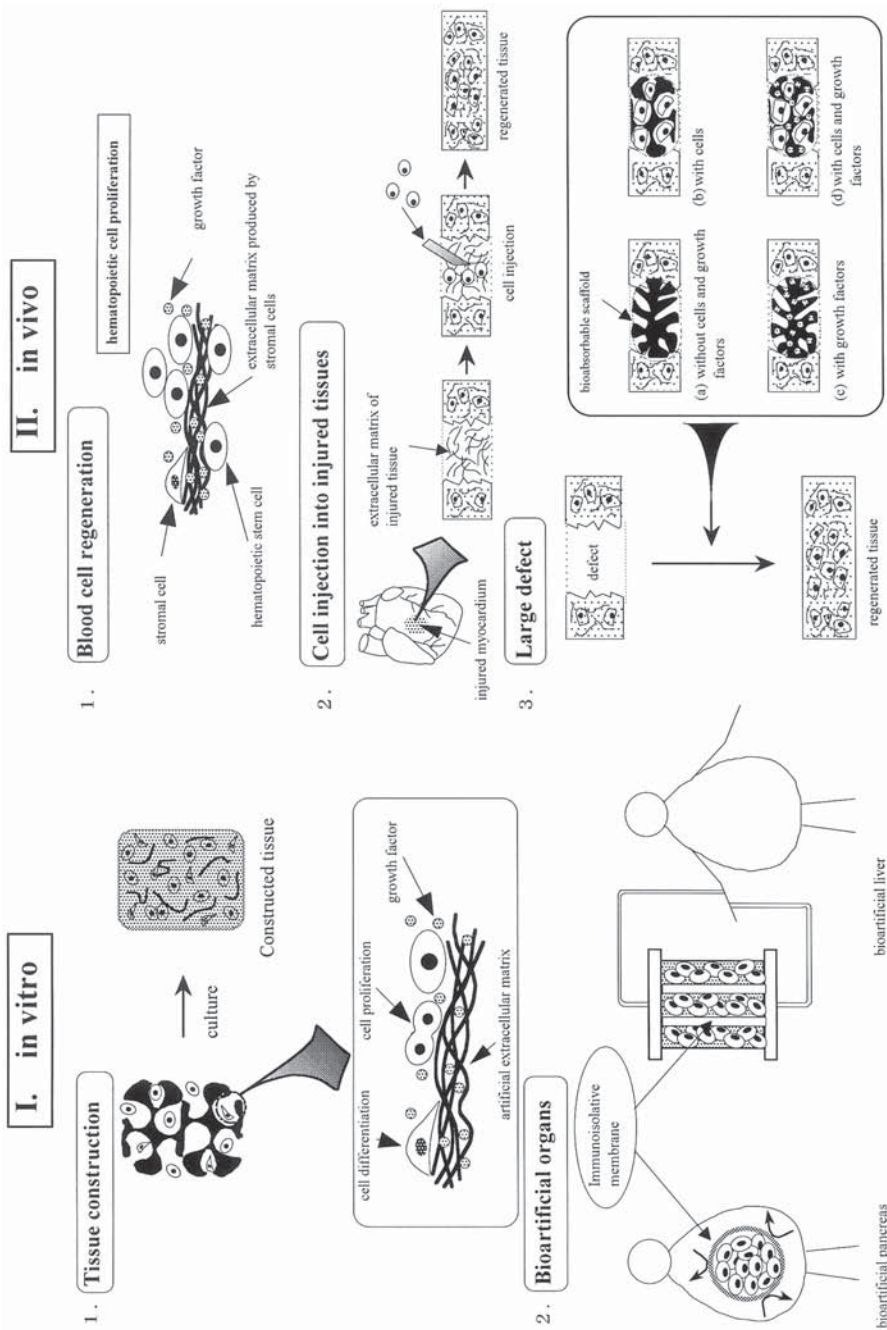 I. in vitro
1. Tissue construction
culture
Constructed tissue
cell differentiation
cell proliferation
growth factor
artificial extracellular matrix
2. Bioartificial organs
Immunoisolative
membrane
bioartificial pancreas
bioartificial liver
II. in vivo
1. Blood cell regeneration
hematopoietic cell proliferation
stromal cell
growth factor
hematopoietic stem cell
extracellular matrix produced by
stromal cells
2. Cell injection into injured tissues
injured myocardium
extracellular matrix of
injured tissue
cell injection
regenerated tissue
3. Large defect
defect
regenerated tissue
bioabsorbable scaffold
(a) without cells and growth
factors
(b) with cells
(c) with growth factors
(d) with cells and growth
factors